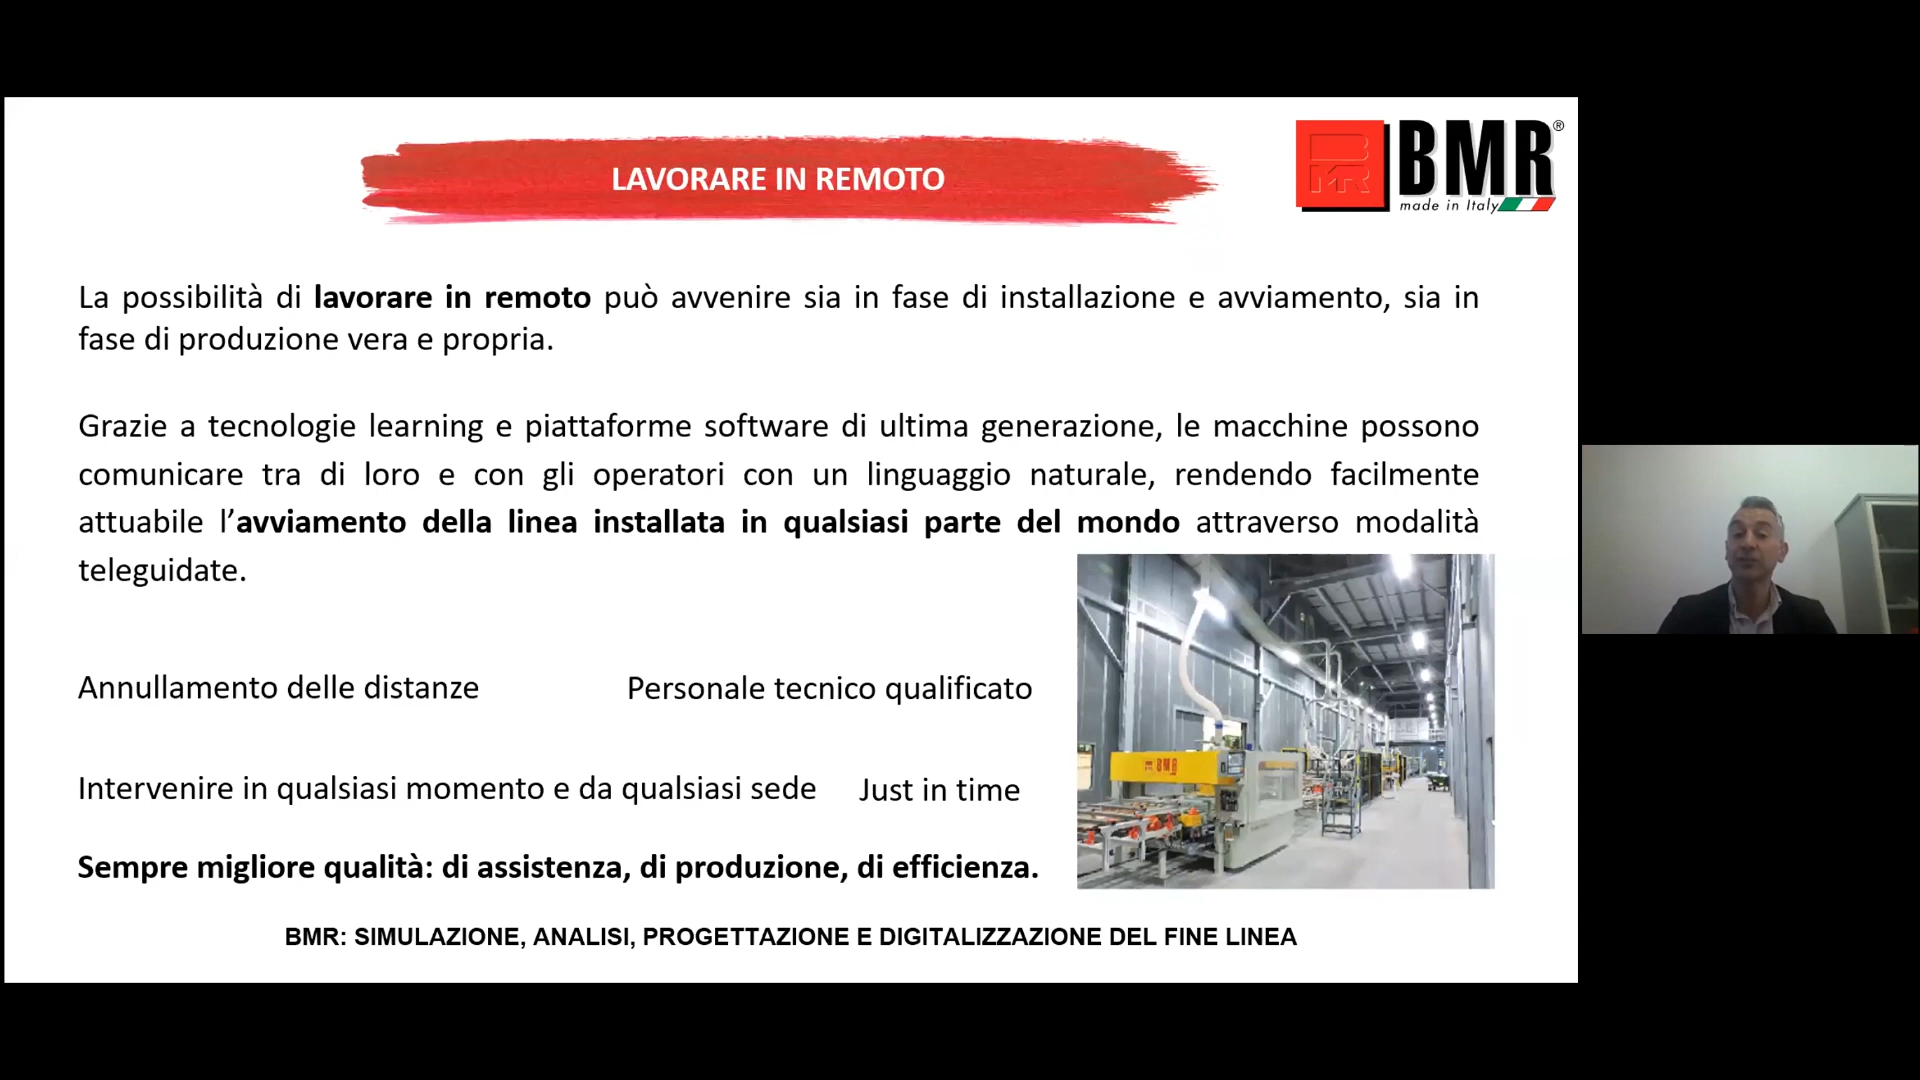 LAVORARE IN REMOTO
BMR®
made in Italy
La possibilità di lavorare in remoto può avvenire sia in fase di installazione e avviamento, sia in
fase di produzione vera e propria.
Grazie a tecnologie learning e piattaforme software di ultima generazione, le macchine possono
comunicare tra di loro e con gli operatori con un linguaggio naturale, rendendo facilmente
attuabile l’avviamento della linea installata in qualsiasi parte del mondo attraverso modalità
teleguidate.
Annullamento delle distanze
Personale tecnico qualificato
Intervenire in qualsiasi momento e da qualsiasi sede
Just in time
BMR
Sempre migliore qualità: di assistenza, di produzione, di efficienza.
BMR: SIMULAZIONE, ANALISI, PROGETTAZIONE E DIGITALIZZAZIONE DEL FINE LINEA